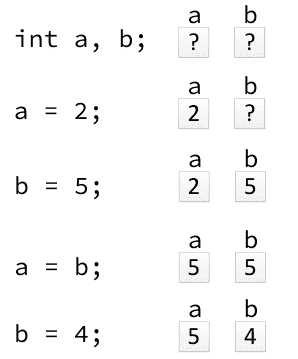 a b
int a, b; ? ?
a b
a = 2; 2 ?
a b
b = 5; 2 5
a b
a = b; 5 5
a b
b = 4; 5 4